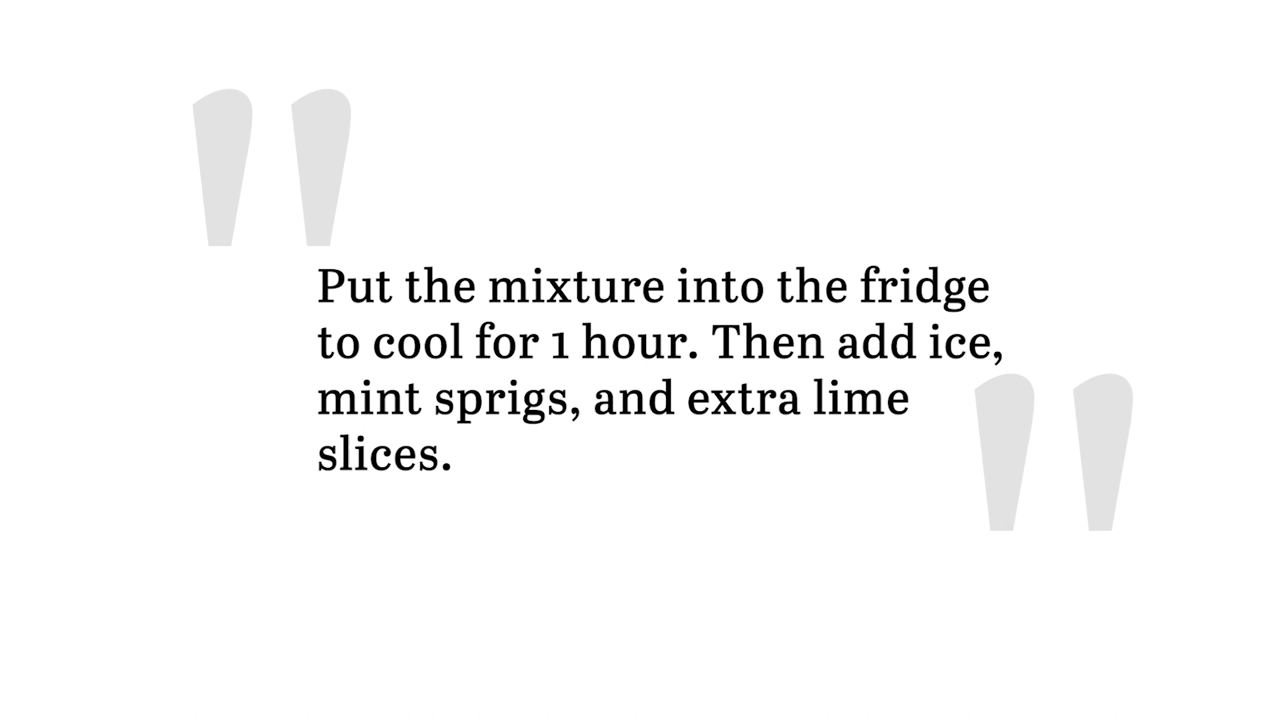 Put the mixture into the fridge
to cool for 1 hour. Then add ice,
mint sprigs, and extra lime
slices.